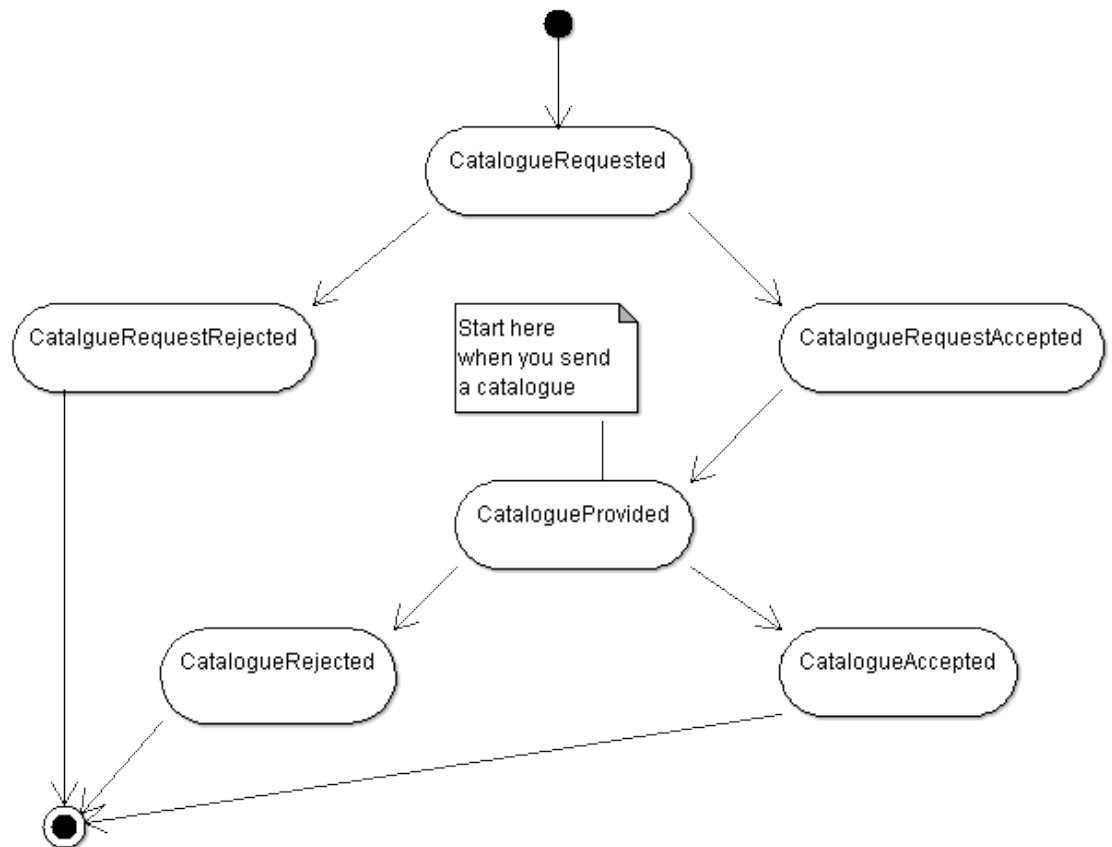 CatalogueRequested
CatalgueRequestRejected
Start here
when you send
a catalogue
CatalogueRequestAccepted
CatalogueProvided
CatalogueRejected
CatalogueAccepted